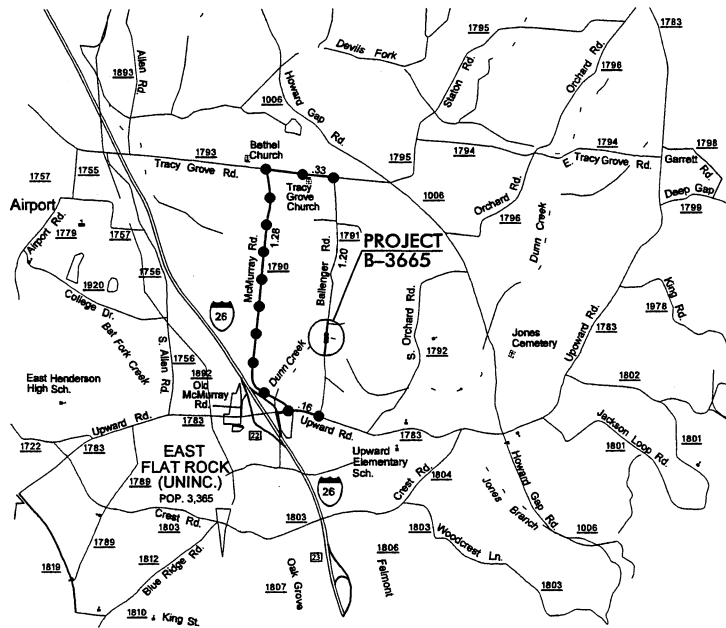 1795
1783
Allen Rd.
1893
Devils Fork
Staton Rd.
Orchard Rd.
1796
1006
Howard Gap Rd.
Bethel
Church
1793
Tracy Grove Rd.
.33
Tracy
Grove
Church
1795
1794
1794
1798
E. Tracy Grove Rd.
Garrett Rd.
Deep Gap
1799
1757
1755
1006
Orchard Rd.
1796
Dunn Creek
Airport
Airport Rd.
1779
1757
1756
1920
College Dr.
Bat Fork Creek
McMurray Rd.
1.28
1790
1791
Ballenger Rd.
1.20
PROJECT
B-3665
26
Dunn Creek
S. Orchard Rd.
1792
Jones
Cemetery
Upward Rd.
1783
King Rd.
1978
1802
S. Allen Rd.
1756
1892
Old
McMurray
Rd.
East Henderson
High Sch.
Upward Rd.
1783
22
.16
Upward Rd.
1783
1722
1783
EAST
FLAT ROCK
(UNINC.)
POP. 3,365
Upward
Elementary
Sch.
Jackson Loop Rd.
1801
1801
1789
Crest Rd.
1804
Howard Gap Rd.
Jones Branch
26
Crest Rd.
1803
1803
1803
Woodcrest Ln.
1006
1789
1819
1812
Blue Ridge Rd.
23
1806
Felmont
1807
Oak Grove
1803
1810
King St.